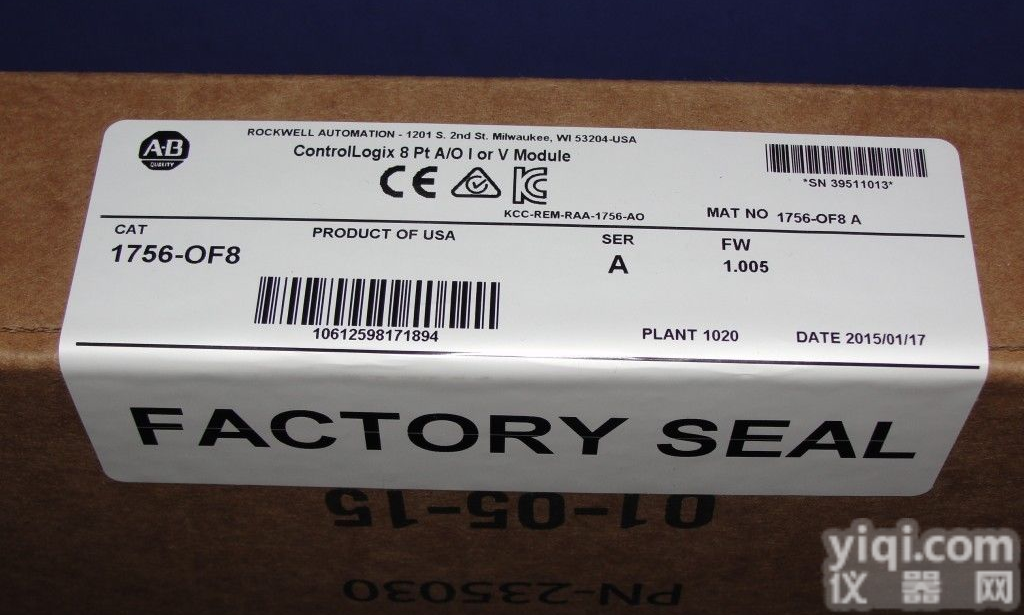 A-B
QUALITY
ROCKWELL AUTOMATION - 1201 S. 2nd St. Milwaukee, WI 53204-USA
ControlLogix 8 Pt A/O I or V Module
*SN 39511013*
KCC-REM-RAA-1756-AO
MAT NO 1756-OF8 A
CAT
1756-OF8
PRODUCT OF USA
SER
A
FW
1.005
10612598171894
PLANT 1020
DATE 2015/01/17
FACTORY SEAL
01-05-15
PN-235030
yiqi.com
仪器网